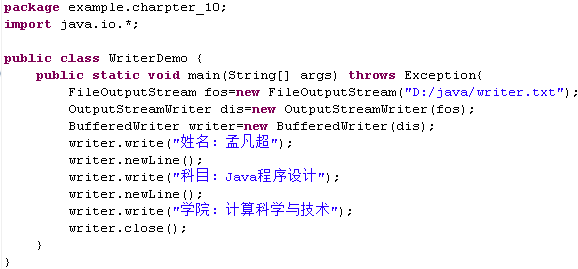 package example.charpter_10;
import java.io.*;
public class WriterDemo {
public static void main(String[] args) throws Exception{
FileOutputStream fos=new FileOutputStream("D:/java/writer.txt");
OutputStreamWriter dis=new OutputStreamWriter(fos);
BufferedWriter writer=new BufferedWriter(dis);
writer.write("姓名：孟凡超");
writer.newLine();
writer.write("科目：Java程序设计");
writer.newLine();
writer.write("学院：计算科学与技术");
writer.close();
}
}